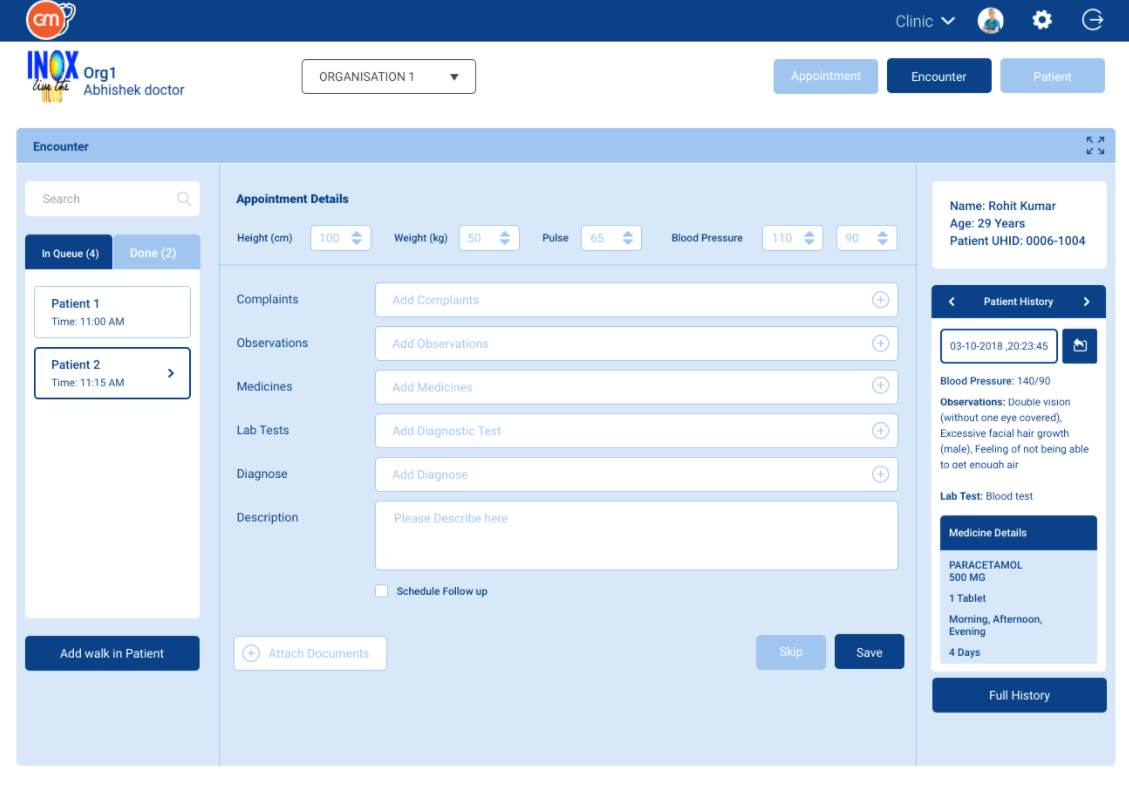 GM
Clinic
INOX
live the
Org1
Abhishek doctor
ORGANISATION 1
Appointment
Encounter
Patient
Encounter
Search
In Queue (4)
Done (2)
Patient 1
Time: 11:00 AM
Patient 2
Time: 11:15 AM
Add walk in Patient
Appointment Details
Height (cm)
100
Weight (kg)
50
Pulse
65
Blood Pressure
110
90
Complaints
Add Complaints
Observations
Add Observations
Medicines
Add Medicines
Lab Tests
Add Diagnostic Test
Diagnose
Add Diagnose
Description
Please Describe here
Schedule Follow up
Attach Documents
Skip
Save
Name: Rohit Kumar
Age: 29 Years
Patient UHID: 0006-1004
Patient History
03-10-2018 ,20:23:45
Blood Pressure: 140/90
Observations: Double vision
(without one eye covered),
Excessive facial hair growth
(male), Feeling of not being able
to get enough air
Lab Test: Blood test
Medicine Details
PARACETAMOL
500 MG
1 Tablet
Morning, Afternoon,
Evening
4 Days
Full History